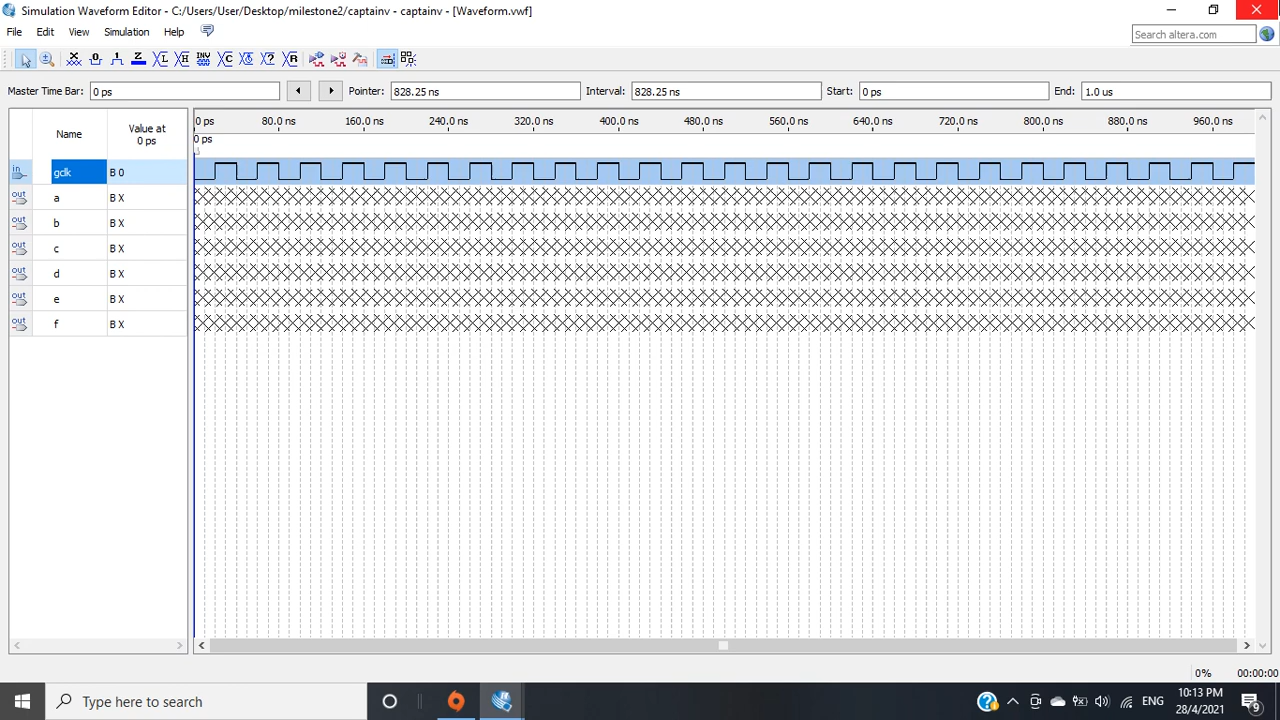 Simulation Waveform Editor - C:/Users/User/Desktop/milestone2/captainv - captainv - [Waveform.vwf]
File Edit View Simulation Help
Search altera.com
Master Time Bar: 0 ps Pointer: 828.25 ns Interval: 828.25 ns Start: 0 ps End: 1.0 us
Name Value at 0 ps
0 ps 80.0 ns 160.0 ns 240.0 ns 320.0 ns 400.0 ns 480.0 ns 560.0 ns 640.0 ns 720.0 ns 800.0 ns 880.0 ns 960.0 ns
0 ps
in gclk B 0
out a B X
out b B X
out c B X
out d B X
out e B X
out f B X
0% 00:00:00
Type here to search
ENG
10:13 PM
28/4/2021
9